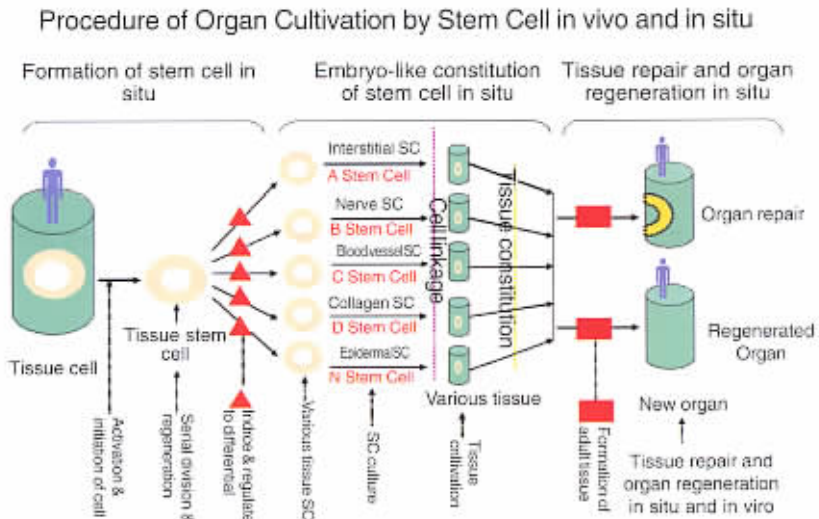 Procedure of Organ Cultivation by Stem Cell in vivo and in situ
Formation of stem cell in
situ
Embryo-like constitution
of stem cell in situ
Tissue repair and organ
regeneration in situ
Interstitial SC
A Stem Cell
Nerve SC
B Stem Cell
BloodvesselSC
C Stem Cell
Collagen SC
D Stem Cell
EpidermalSC
N Stem Cell
Cell linkage
Tissue constitution
Organ repair
Regenerated
Organ
Tissue cell
Tissue stem
cell
Various tissue
New organ
Activation &
initiation of cell
Serial division &
regeneration
Indroe & regulate
to differential
Various tissue SC
SC culture
Tissue
cultivation
Formation of
adult tissue
Tissue repair and
organ regeneration
in situ and in viro